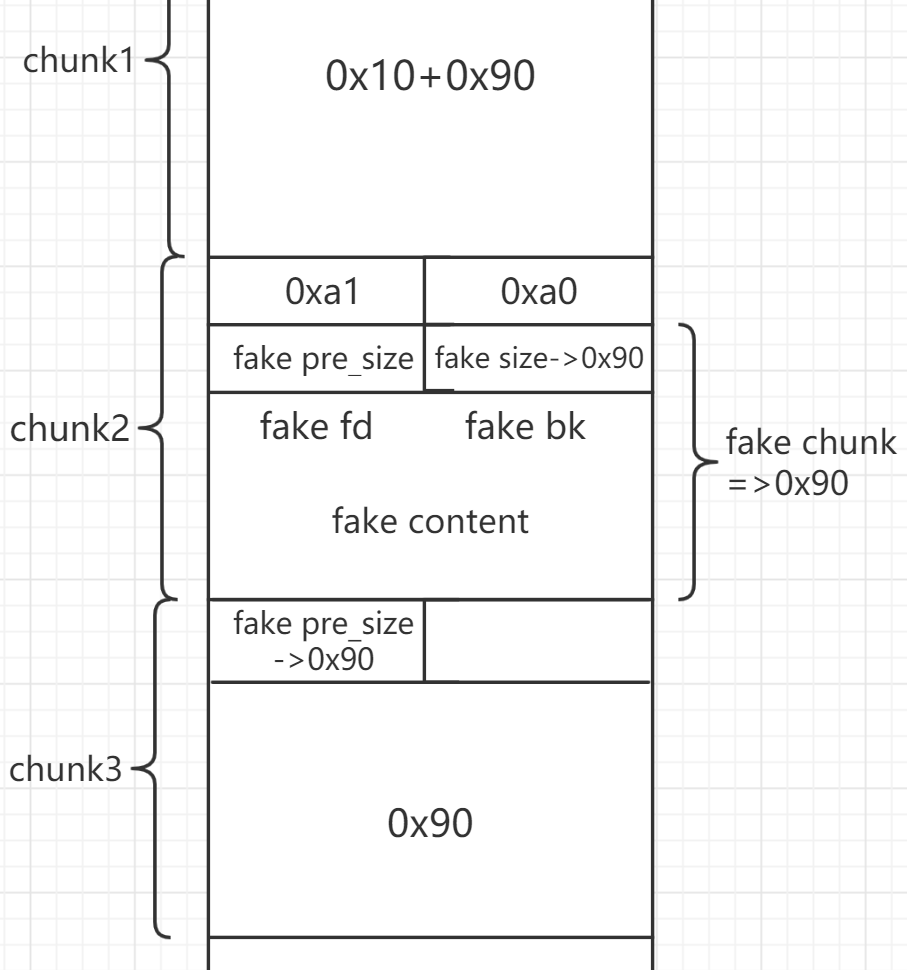 chunk1
0x10+0x90
0xa1
0xa0
fake pre_size
fake size->0x90
chunk2
fake fd
fake bk
fake chunk
=>0x90
fake content
fake pre_size
->0x90
chunk3
0x90